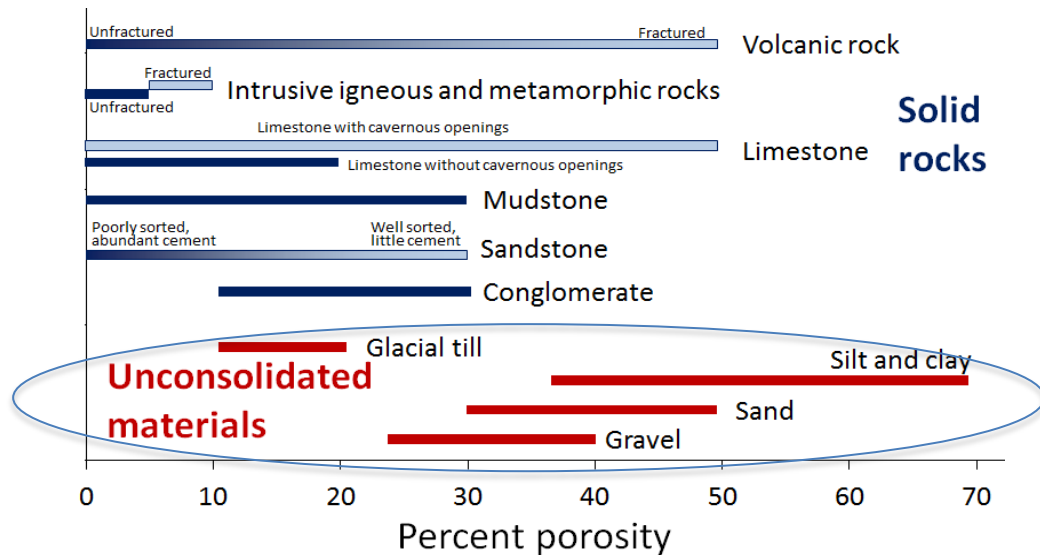 Unfractured
Fractured
Volcanic rock
Fractured
Intrusive igneous and metamorphic rocks
Unfractured
Solid
rocks
Limestone with cavernous openings
Limestone
Limestone without cavernous openings
Mudstone
Poorly sorted,
abundant cement
Well sorted,
little cement
Sandstone
Conglomerate
Glacial till
Unconsolidated
materials
Silt and clay
Sand
Gravel
0 10 20 30 40 50 60 70
Percent porosity